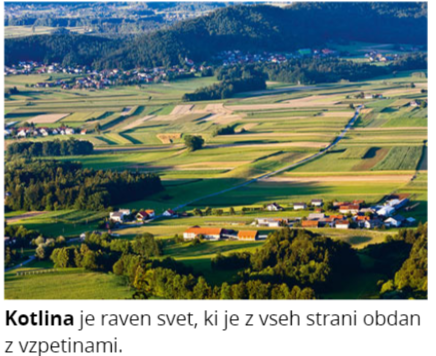 Kotlina je raven svet, ki je z vseh strani obdan
z vzpetinami.